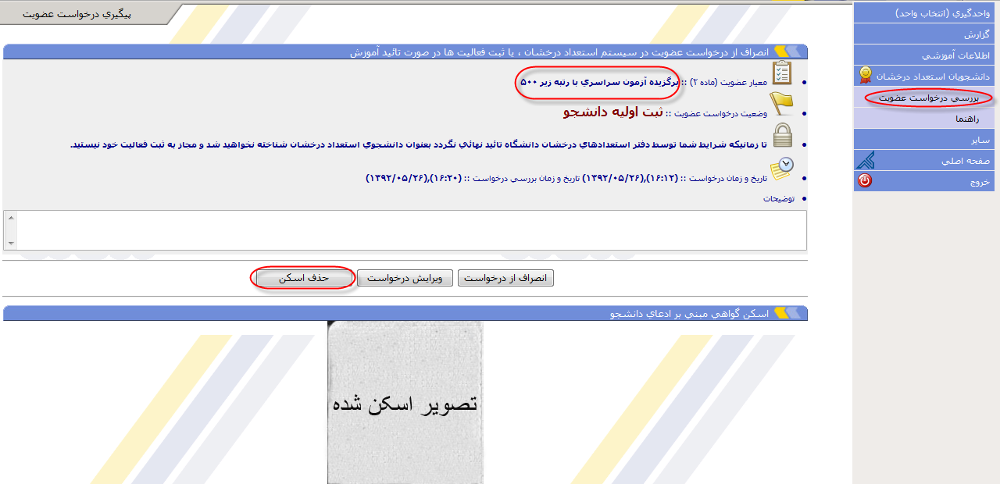 پيگيري درخواست عضويت
واحدگيري (انتخاب واحد)
گزارش
اطلاعات آموزشي
دانشجويان استعداد درخشان
بررسي درخواست عضويت
راهنما
ساير
صفحه اصلي
خروج
انصراف از درخواست عضويت در سيستم استعداد درخشان ، يا ثبت فعاليت ها در صورت تائيد آموزش
معيار عضويت (ماده ۲) :: برگزيده آزمون سراسري با رتبه زير ۵۰۰
وضعيت درخواست عضويت :: ثبت اوليه دانشجو
تا زمانيکه شرايط شما توسط دفتر استعدادهاي درخشان دانشگاه تائيد نهائي نگردد بعنوان دانشجوي استعداد درخشان شناخته نخواهيد شد و مجاز به ثبت فعاليت خود نيستيد.
تاريخ و زمان درخواست :: (۱۶:۱۲),(۱۳۹۲/۰۵/۲۶) تاريخ و زمان بررسي درخواست :: (۱۶:۲۰),(۱۳۹۲/۰۵/۲۶)
توضيحات
انصراف از درخواست
ويرايش درخواست
حذف اسکن
اسکن گواهي مبني بر ادعاي دانشجو
تصویر اسکن شده